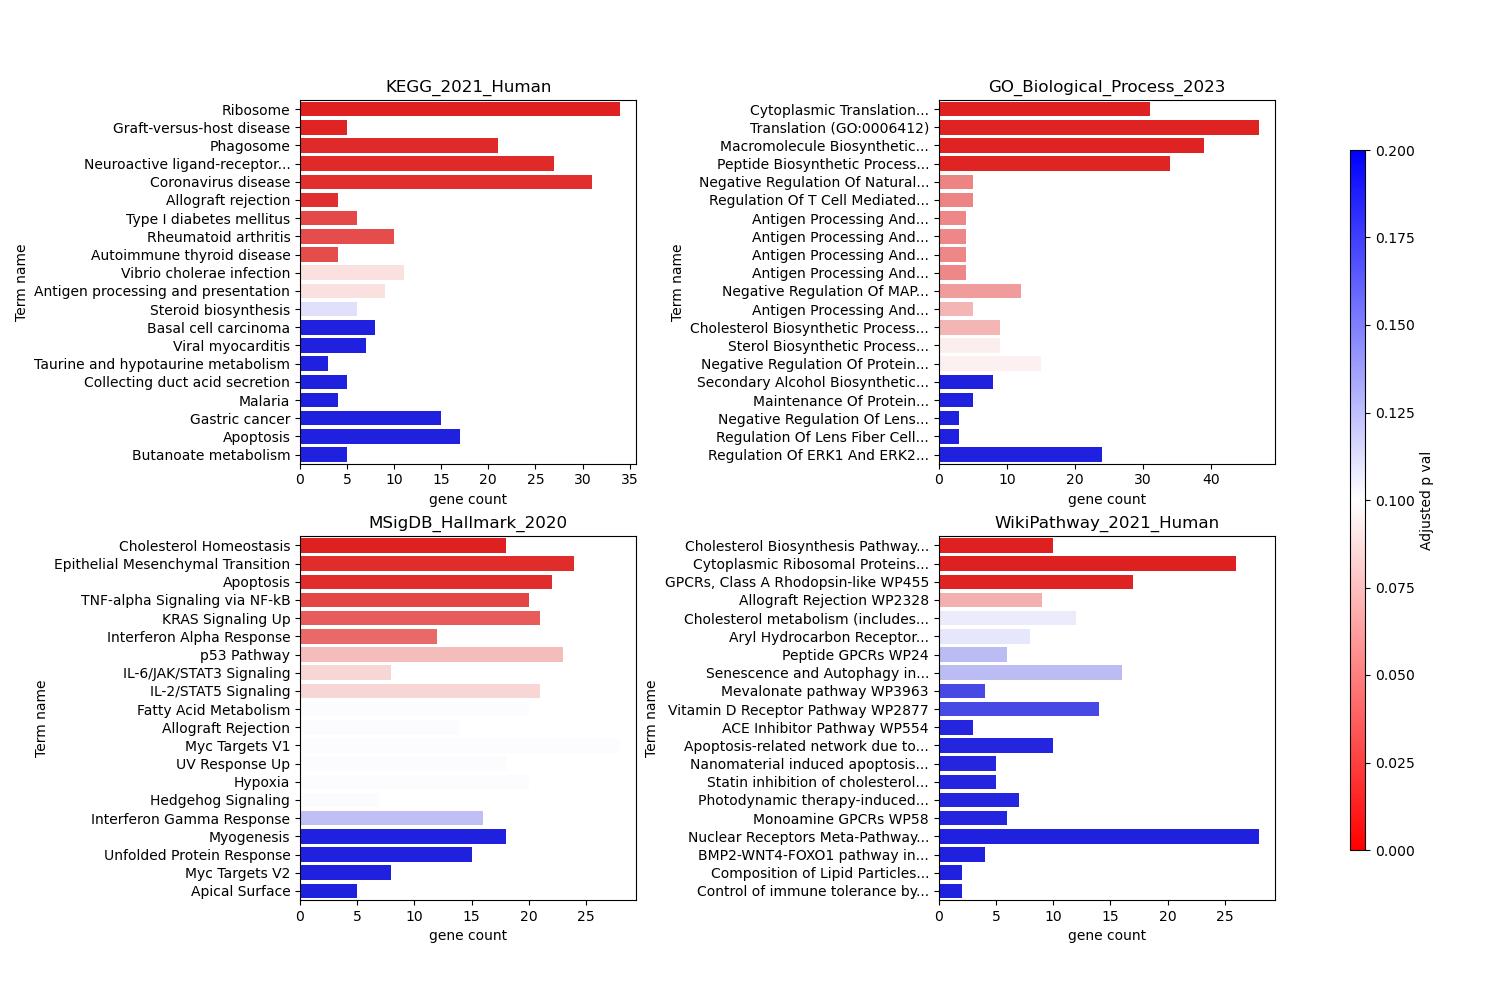 KEGG_2021_Human
Term name
Ribosome
Graft-versus-host disease
Phagosome
Neuroactive ligand-receptor...
Coronavirus disease
Allograft rejection
Type I diabetes mellitus
Rheumatoid arthritis
Autoimmune thyroid disease
Vibrio cholerae infection
Antigen processing and presentation
Steroid biosynthesis
Basal cell carcinoma
Viral myocarditis
Taurine and hypotaurine metabolism
Collecting duct acid secretion
Malaria
Gastric cancer
Apoptosis
Butanoate metabolism
0 5 10 15 20 25 30 35
gene count
GO_Biological_Process_2023
Term name
Cytoplasmic Translation...
Translation (GO:0006412)
Macromolecule Biosynthetic...
Peptide Biosynthetic Process...
Negative Regulation Of Natural...
Regulation Of T Cell Mediated...
Antigen Processing And...
Antigen Processing And...
Antigen Processing And...
Antigen Processing And...
Negative Regulation Of MAP...
Antigen Processing And...
Cholesterol Biosynthetic Process...
Sterol Biosynthetic Process...
Negative Regulation Of Protein...
Secondary Alcohol Biosynthetic...
Maintenance Of Protein...
Negative Regulation Of Lens...
Regulation Of Lens Fiber Cell...
Regulation Of ERK1 And ERK2...
0 10 20 30 40
gene count
MSigDB_Hallmark_2020
Term name
Cholesterol Homeostasis
Epithelial Mesenchymal Transition
Apoptosis
TNF-alpha Signaling via NF-kB
KRAS Signaling Up
Interferon Alpha Response
p53 Pathway
IL-6/JAK/STAT3 Signaling
IL-2/STAT5 Signaling
Fatty Acid Metabolism
Allograft Rejection
Myc Targets V1
UV Response Up
Hypoxia
Hedgehog Signaling
Interferon Gamma Response
Myogenesis
Unfolded Protein Response
Myc Targets V2
Apical Surface
0 5 10 15 20 25
gene count
WikiPathway_2021_Human
Term name
Cholesterol Biosynthesis Pathway...
Cytoplasmic Ribosomal Proteins...
GPCRs, Class A Rhodopsin-like WP455
Allograft Rejection WP2328
Cholesterol metabolism (includes...
Aryl Hydrocarbon Receptor...
Peptide GPCRs WP24
Senescence and Autophagy in...
Mevalonate pathway WP3963
Vitamin D Receptor Pathway WP2877
ACE Inhibitor Pathway WP554
Apoptosis-related network due to...
Nanomaterial induced apoptosis...
Statin inhibition of cholesterol...
Photodynamic therapy-induced...
Monoamine GPCRs WP58
Nuclear Receptors Meta-Pathway...
BMP2-WNT4-FOXO1 pathway in...
Composition of Lipid Particles...
Control of immune tolerance by...
0 5 10 15 20 25
gene count
0.200
0.175
0.150
0.125
0.100
0.075
0.050
0.025
0.000
Adjusted p val